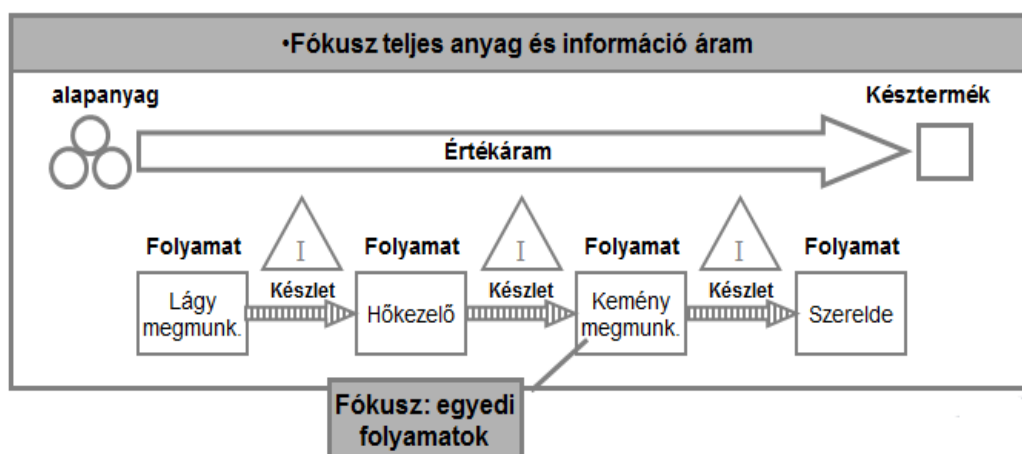 •Fókusz teljes anyag és információ áram
alapanyag
Késztermék
Értékáram
Folyamat
I
Folyamat
I
Folyamat
I
Folyamat
Lágy
megmunk.
Készlet
Hőkezelő
Készlet
Kemény
megmunk.
Készlet
Szerelde
Fókusz: egyedi
folyamatok